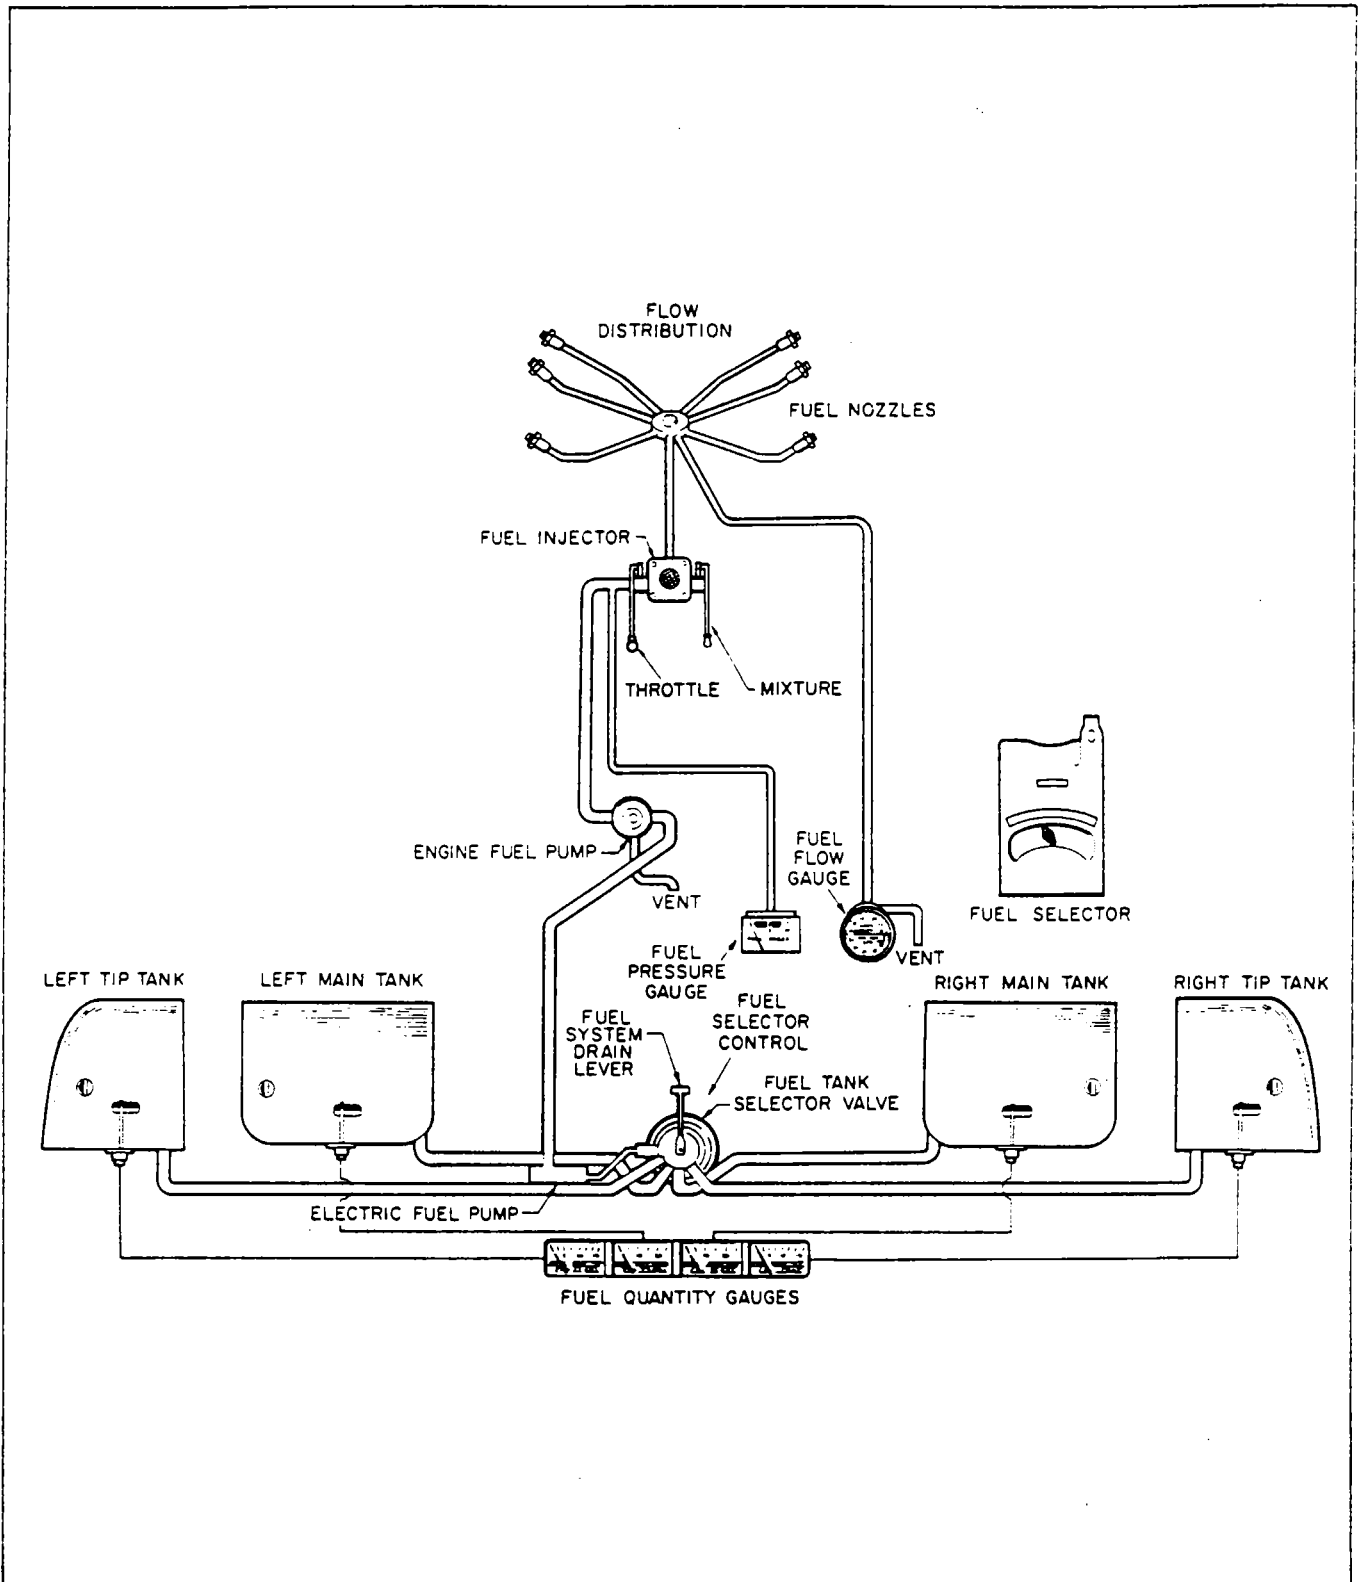 FLOW
DISTRIBUTION
FUEL NOZZLES
FUEL INJECTOR
THROTTLE
MIXTURE
ENGINE FUEL PUMP
VENT
FUEL
FLOW
GAUGE
FUEL SELECTOR
FUEL
PRESSURE
GAUGE
VENT
LEFT TIP TANK
LEFT MAIN TANK
RIGHT MAIN TANK
RIGHT TIP TANK
FUEL
SYSTEM
DRAIN
LEVER
FUEL
SELECTOR
CONTROL
FUEL TANK
SELECTOR VALVE
ELECTRIC FUEL PUMP
FUEL QUANTITY GAUGES